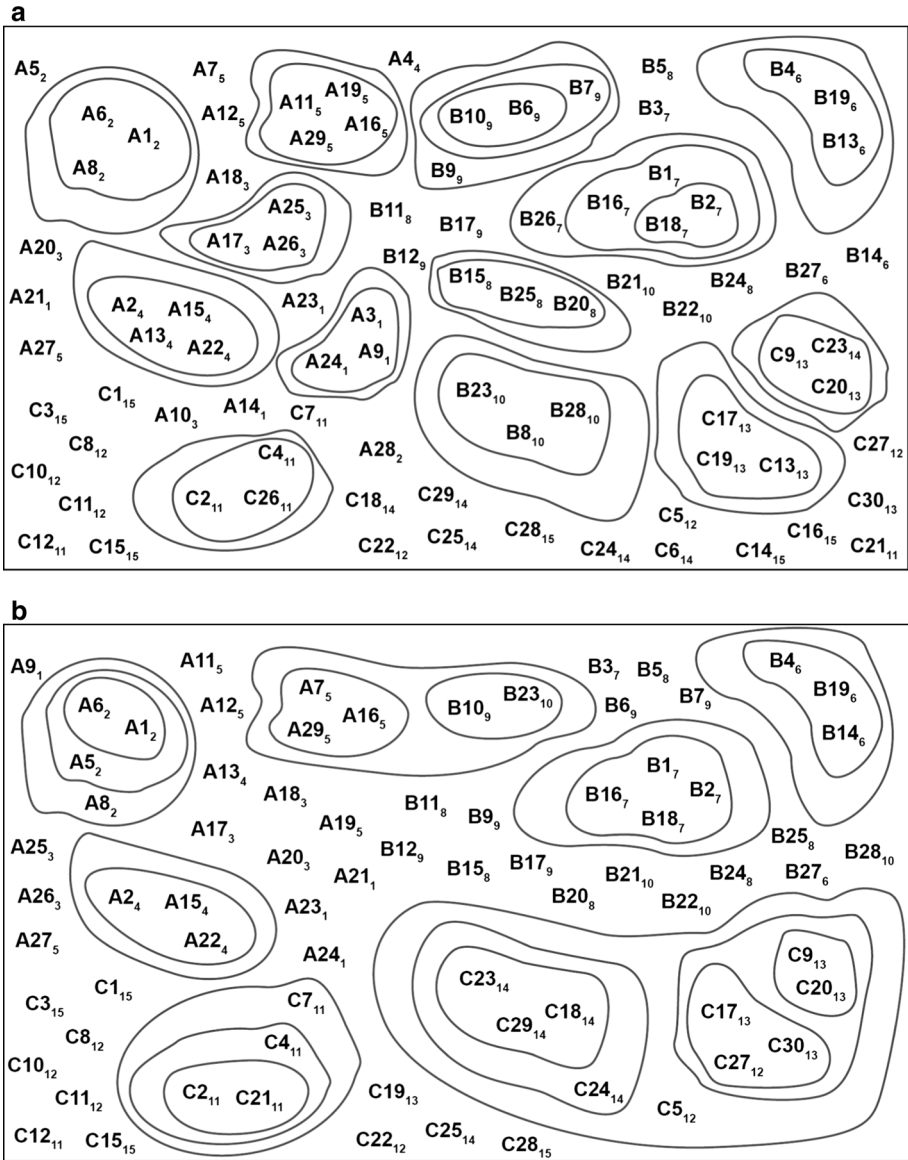 a
A5₂ A7₅ A4₄ B5₈ B4₆
A6₂ A1₂ A12₅ A11₅ A19₅ B10₉ B6₉ B7₉ B3₇ B19₆
A8₂ A29₅ A16₅ B9₉ B13₆
A18₃ A25₃ B1₇
A17₃ A26₃ B11₈ B17₉ B26₇ B16₇ B18₇ B2₇
A20₃ B12₉ B15₈ B25₈ B20₈ B21₁₀ B24₈ B27₆ B14₆
A21₁ A2₄ A15₄ A23₁ A3₁ B22₁₀
A27₅ A13₄ A22₄ A24₁ A9₁ C9₁₃ C23₁₄
C3₁₅ C1₁₅ A10₃ A14₁ C7₁₁ B23₁₀ B28₁₀ C20₁₃
C8₁₂ C4₁₁ A28₂ B8₁₀ C17₁₃ C27₁₂
C10₁₂ C19₁₃ C13₁₃
C11₁₂ C2₁₁ C26₁₁ C18₁₄ C29₁₄ C5₁₂ C30₁₃
C12₁₁ C15₁₅ C22₁₂ C25₁₄ C28₁₅ C24₁₄ C6₁₄ C14₁₅ C16₁₅ C21₁₁
b
A9₁ A11₅ B3₇ B5₈ B4₆
A6₂ A1₂ A12₅ A7₅ B10₉ B23₁₀ B6₉ B7₉ B19₆
A5₂ A29₅ A16₅ B14₆
A8₂ A13₄ A18₃ B1₇
A17₃ A19₅ B11₈ B9₉ B16₇ B18₇ B2₇
A25₃ A20₃ B12₉ B15₈ B17₉ B25₈ B28₁₀
A26₃ A2₄ A15₄ A21₁ B20₈ B21₁₀ B24₈ B27₆
A23₁ B22₁₀
A27₅ A22₄ A24₁ C9₁₃
C3₁₅ C1₁₅ C7₁₁ C23₁₄ C20₁₃
C8₁₂ C4₁₁ C29₁₄ C18₁₄ C17₁₃ C30₁₃
C10₁₂ C27₁₂
C11₁₂ C2₁₁ C21₁₁ C19₁₃ C24₁₄ C5₁₂
C12₁₁ C15₁₅ C22₁₂ C25₁₄ C28₁₅